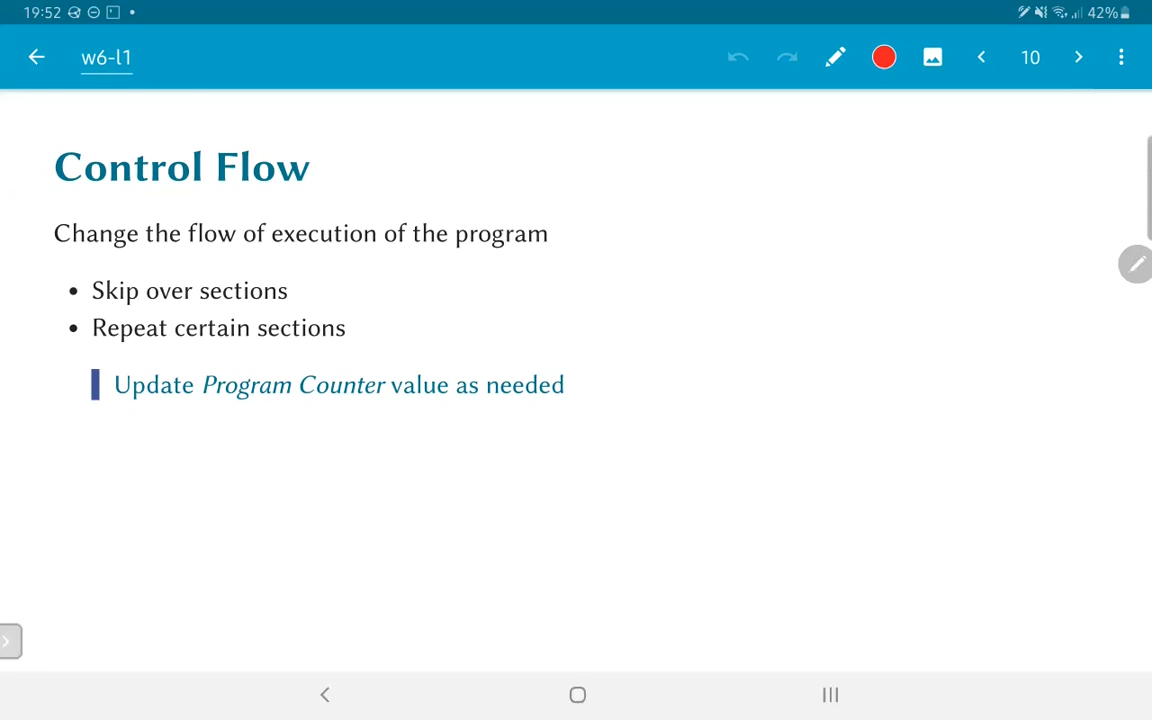 19:52
42%
w6-l1
10
Control Flow
Change the flow of execution of the program
• Skip over sections
• Repeat certain sections
Update Program Counter value as needed